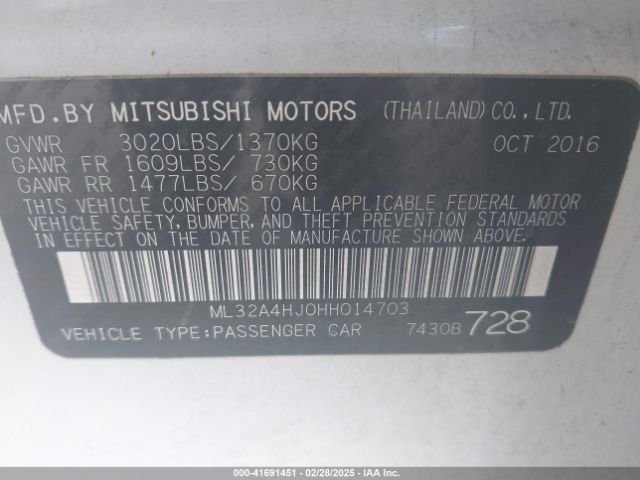 MFD.BY MITSUBISHI MOTORS (THAILAND)CO.,LTD.
GVWR 3020LBS/1370KG OCT 2016
GAWR FR 1609LBS/ 730KG
GAWR RR 1477LBS/ 670KG
THIS VEHICLE CONFORMS TO ALL APPLICABLE FEDERAL MOTOR
VEHICLE SAFETY, BUMPER, AND THEFT PREVENTION STANDARDS
IN EFFECT ON THE DATE OF MANUFACTURE SHOWN ABOVE.
ML32A4HJ0HH014703
VEHICLE TYPE:PASSENGER CAR 7430B 728
000-41691451 - 02/28/2025 - IAA Inc.